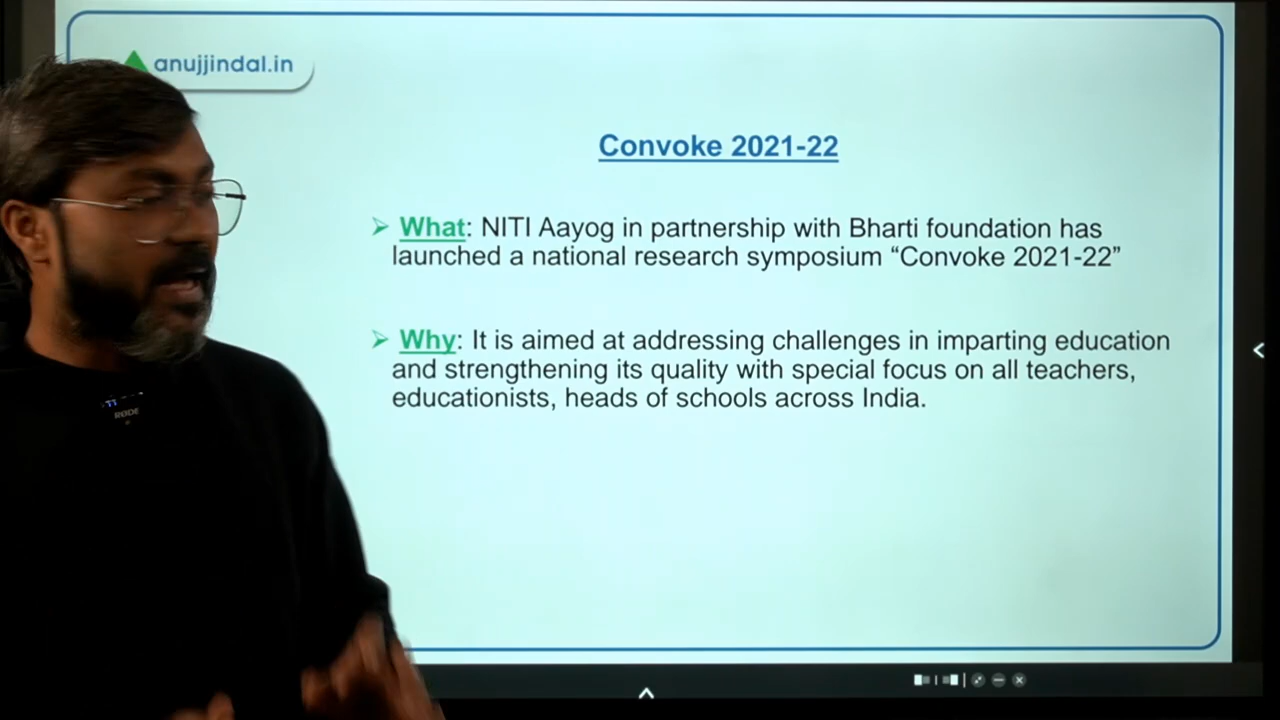 anujjindal.in
Convoke 2021-22
➢ What: NITI Aayog in partnership with Bharti foundation has
launched a national research symposium “Convoke 2021-22”
➢ Why: It is aimed at addressing challenges in imparting education
and strengthening its quality with special focus on all teachers,
educationists, heads of schools across India.
RØDE